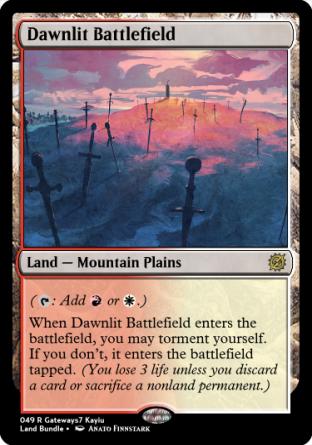 Dawnlit Battlefield
Land — Mountain Plains
(T: Add R or W.)
When Dawnlit Battlefield enters the
battlefield, you may torment yourself.
If you don't, it enters the battlefield
tapped. (You lose 3 life unless you discard
a card or sacrifice a nonland permanent.)
049 R Gateways7 Kayiu
Land Bundle • Anato Finnstark